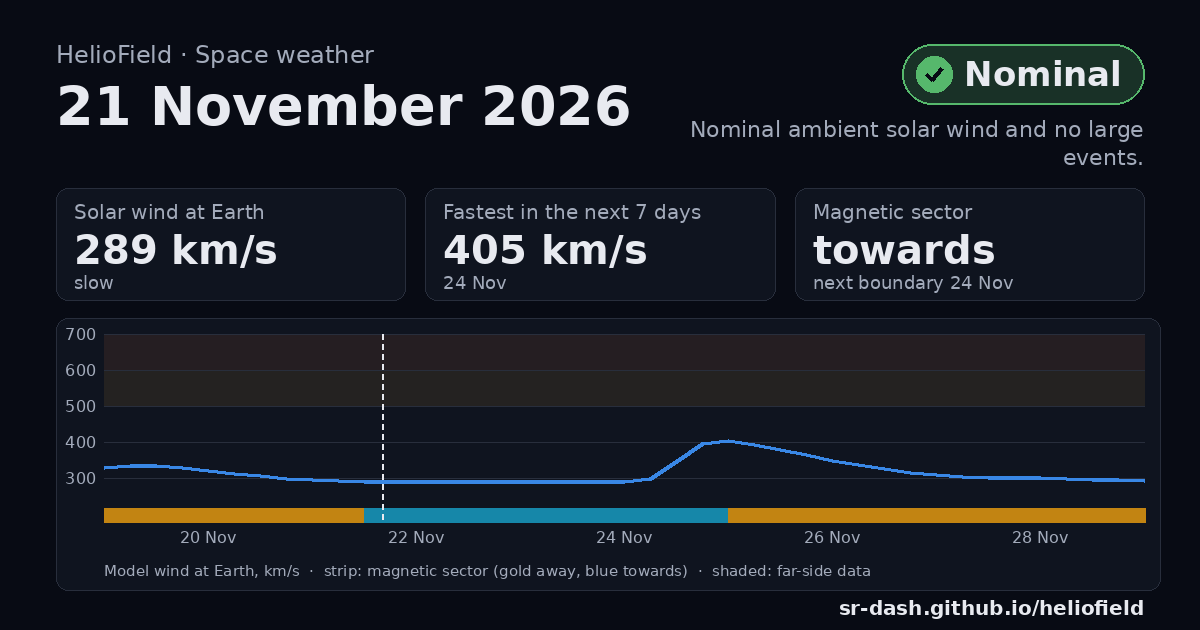 HelioField · Space weather
21 November 2026
Nominal
Nominal ambient solar wind and no large
events.
Solar wind at Earth
289 km/s
slow
Fastest in the next 7 days
405 km/s
24 Nov
Magnetic sector
towards
next boundary 24 Nov
700
600
500
400
300
20 Nov
22 Nov
24 Nov
26 Nov
28 Nov
Model wind at Earth, km/s · strip: magnetic sector (gold away, blue towards) · shaded: far-side data
sr-dash.github.io/heliofield